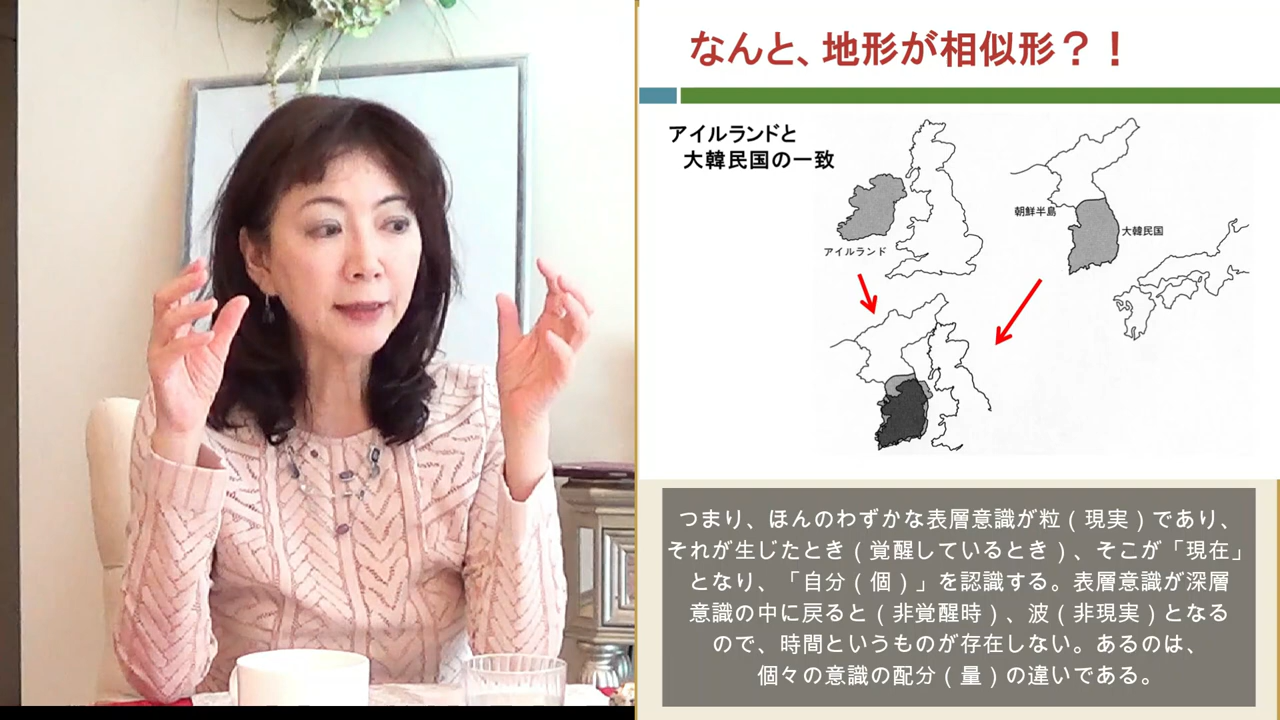 なんと、地形が相似形？！
アイルランドと
大韓民国の一致
アイルランド
朝鮮半島
大韓民国
つまり、ほんのわずかな表層意識が粒（現実）であり、
それが生じたとき（覚醒しているとき）、そこが「現在」
となり、「自分（個）」を認識する。表層意識が深層
意識の中に戻ると（非覚醒時）、波（非現実）となる
ので、時間というものが存在しない。あるのは、
個々の意識の配分（量）の違いである。